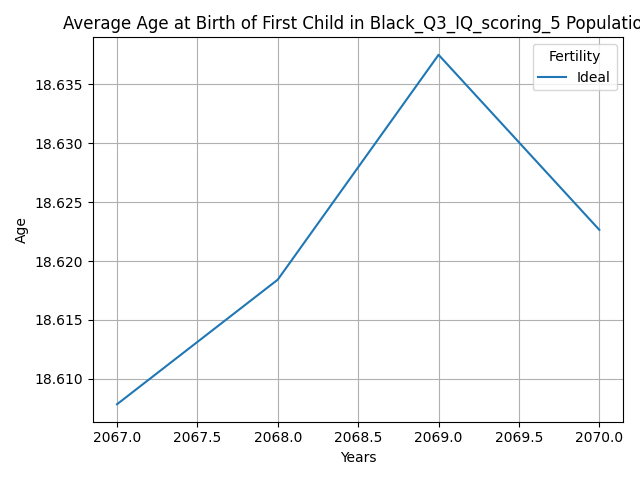 Average Age at Birth of First Child in Black_Q3_IQ_scoring_5 Populatio
Fertility
Ideal
18.635
18.630
18.625
18.620
18.615
18.610
Age
2067.0 2067.5 2068.0 2068.5 2069.0 2069.5 2070.0
Years